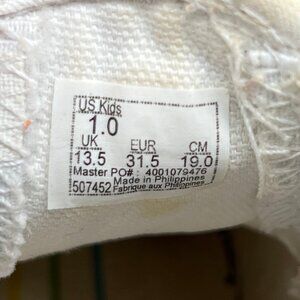 US Kids
1.0
UK EUR CM
13.5 31.5 19.0
Master PO# : 4001079476
507452 Made in Philippines
Fabrique aux Philippines